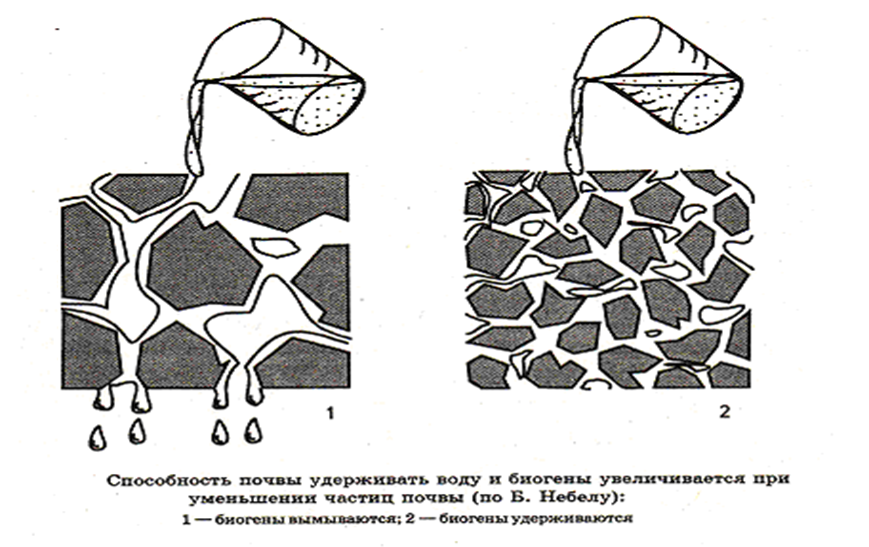 1
2
Способность почвы удерживать воду и биогены увеличивается при
уменьшении частиц почвы (по Б. Небелу):
1 — биогены вымываются; 2 — биогены удерживаются